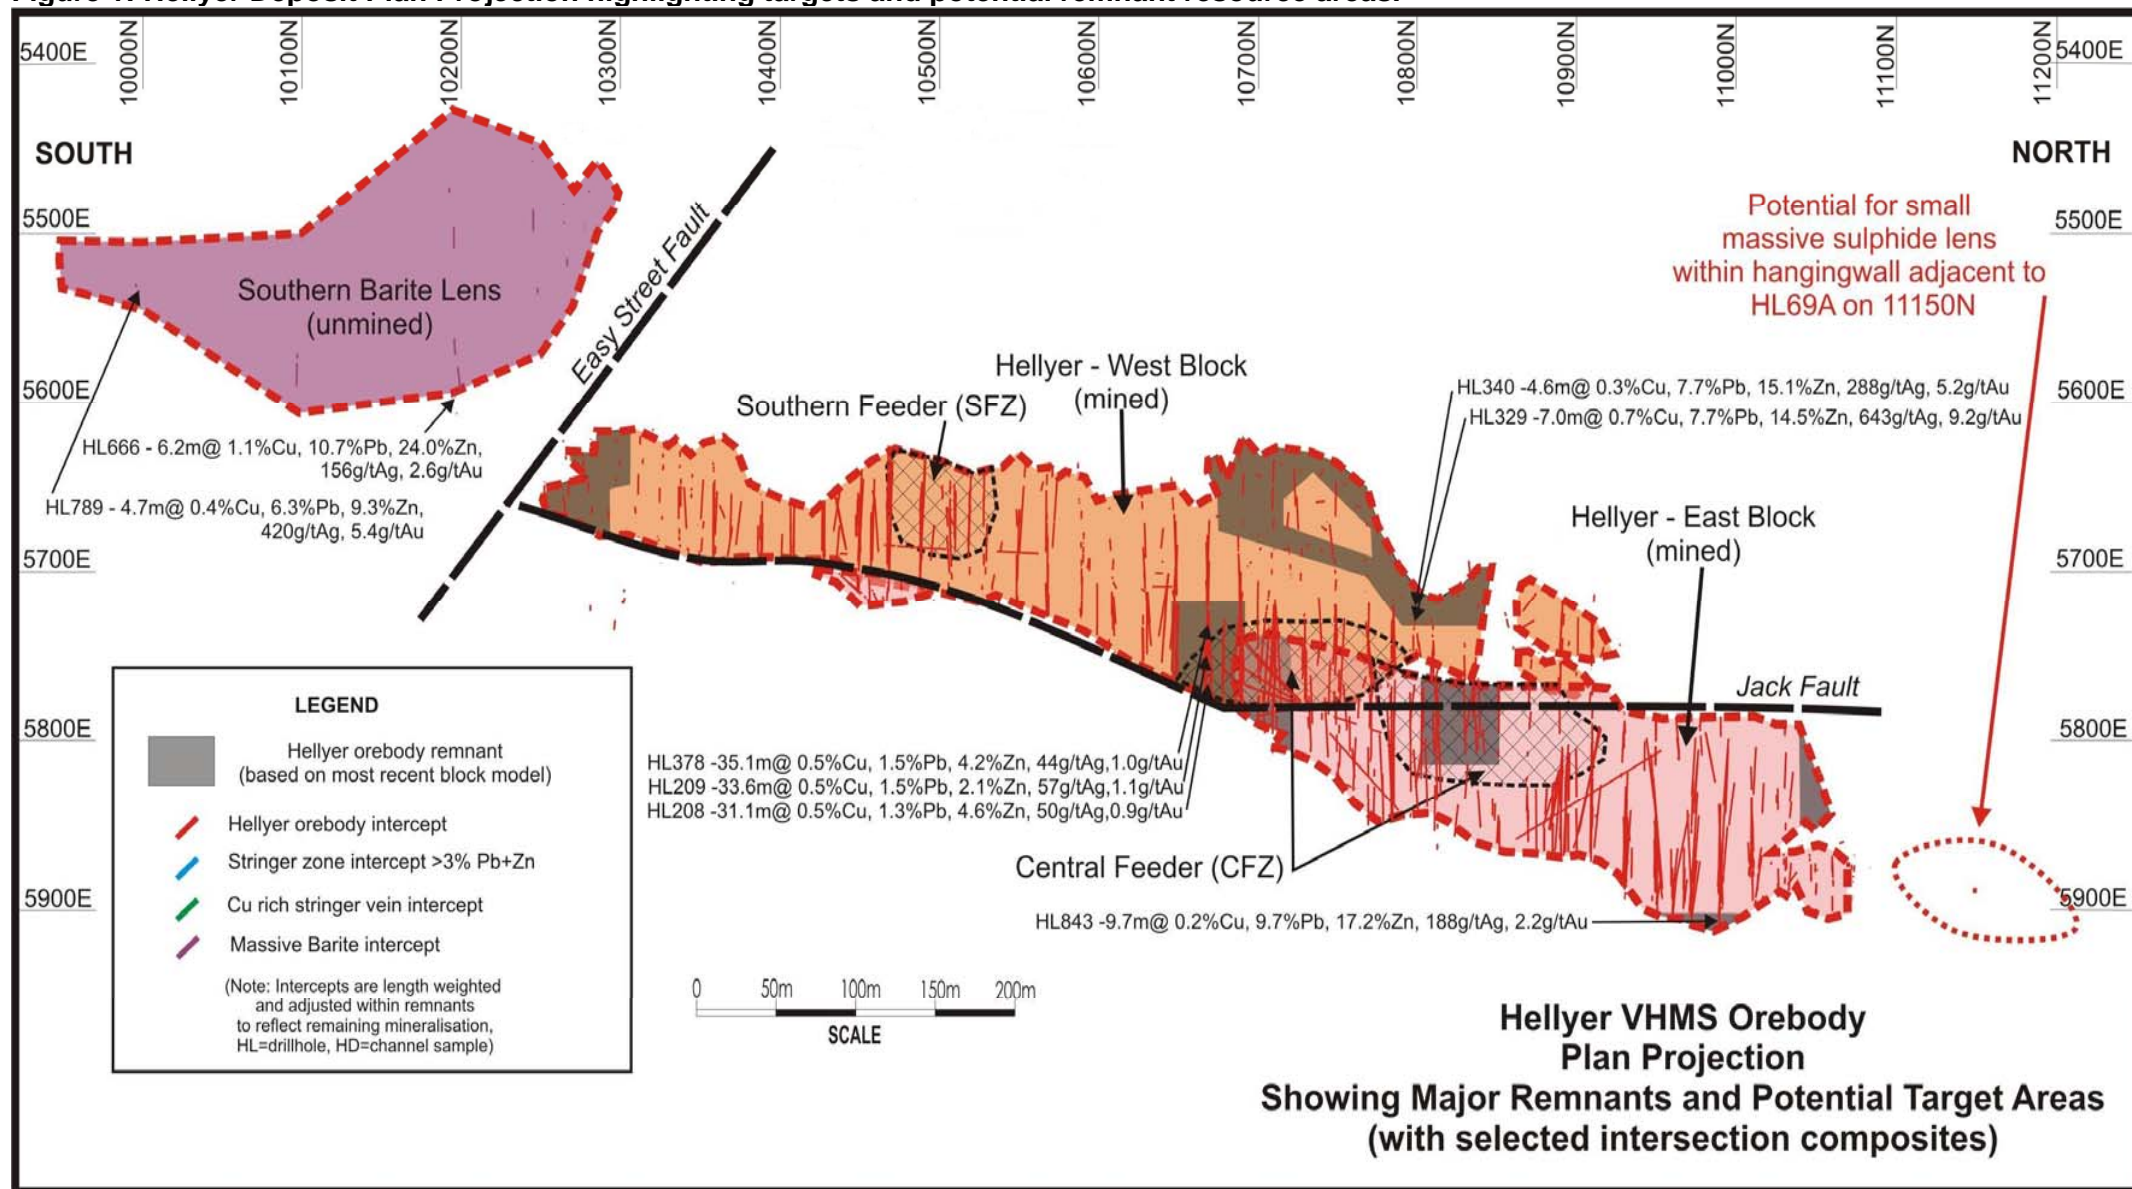 Figure 1: Hellyer Deposit Plan Projection highlighting targets and potential remnant resource areas.
10000N
10100N
10200N
10300N
10400N
10500N
10600N
10700N
10800N
10900N
11000N
11100N
11200N
5400E
5400E
SOUTH
NORTH
5500E
5500E
Potential for small
massive sulphide lens
within hangingwall adjacent to
HL69A on 11150N
Southern Barite Lens
(unmined)
Easy Street Fault
5600E
5600E
Hellyer - West Block
(mined)
Southern Feeder (SFZ)
HL340 -4.6m@ 0.3%Cu, 7.7%Pb, 15.1%Zn, 288g/tAg, 5.2g/tAu
HL329 -7.0m@ 0.7%Cu, 7.7%Pb, 14.5%Zn, 643g/tAg, 9.2g/tAu
HL666 - 6.2m@ 1.1%Cu, 10.7%Pb, 24.0%Zn,
156g/tAg, 2.6g/tAu
HL789 - 4.7m@ 0.4%Cu, 6.3%Pb, 9.3%Zn,
420g/tAg, 5.4g/tAu
Hellyer - East Block
(mined)
5700E
5700E
Jack Fault
5800E
5800E
HL378 -35.1m@ 0.5%Cu, 1.5%Pb, 4.2%Zn, 44g/tAg,1.0g/tAu
HL209 -33.6m@ 0.5%Cu, 1.5%Pb, 2.1%Zn, 57g/tAg,1.1g/tAu
HL208 -31.1m@ 0.5%Cu, 1.3%Pb, 4.6%Zn, 50g/tAg,0.9g/tAu
Central Feeder (CFZ)
5900E
5900E
HL843 -9.7m@ 0.2%Cu, 9.7%Pb, 17.2%Zn, 188g/tAg, 2.2g/tAu
LEGEND
Hellyer orebody remnant
(based on most recent block model)
Hellyer orebody intercept
Stringer zone intercept >3% Pb+Zn
Cu rich stringer vein intercept
Massive Barite intercept
(Note: Intercepts are length weighted
and adjusted within remnants
to reflect remaining mineralisation,
HL=drillhole, HD=channel sample)
0 50m 100m 150m 200m
SCALE
Hellyer VHMS Orebody
Plan Projection
Showing Major Remnants and Potential Target Areas
(with selected intersection composites)